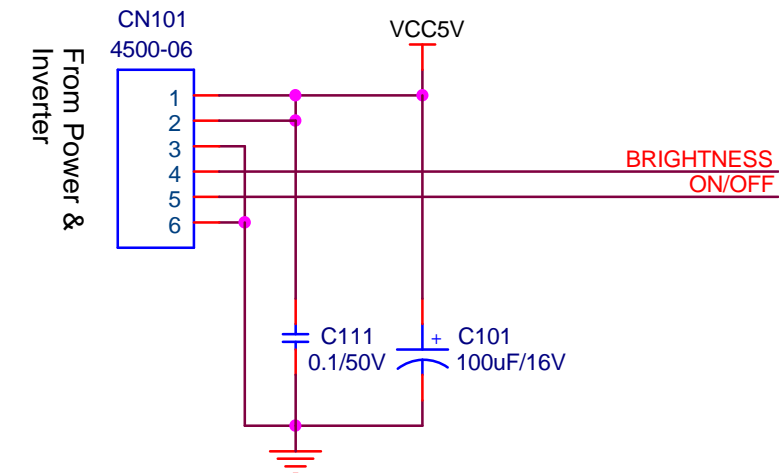 CN101
4500-06
VCC5V
From Power &
Inverter
1
2
3
4
5
6
BRIGHTNESS
ON/OFF
+
C111
0.1/50V
C101
100uF/16V